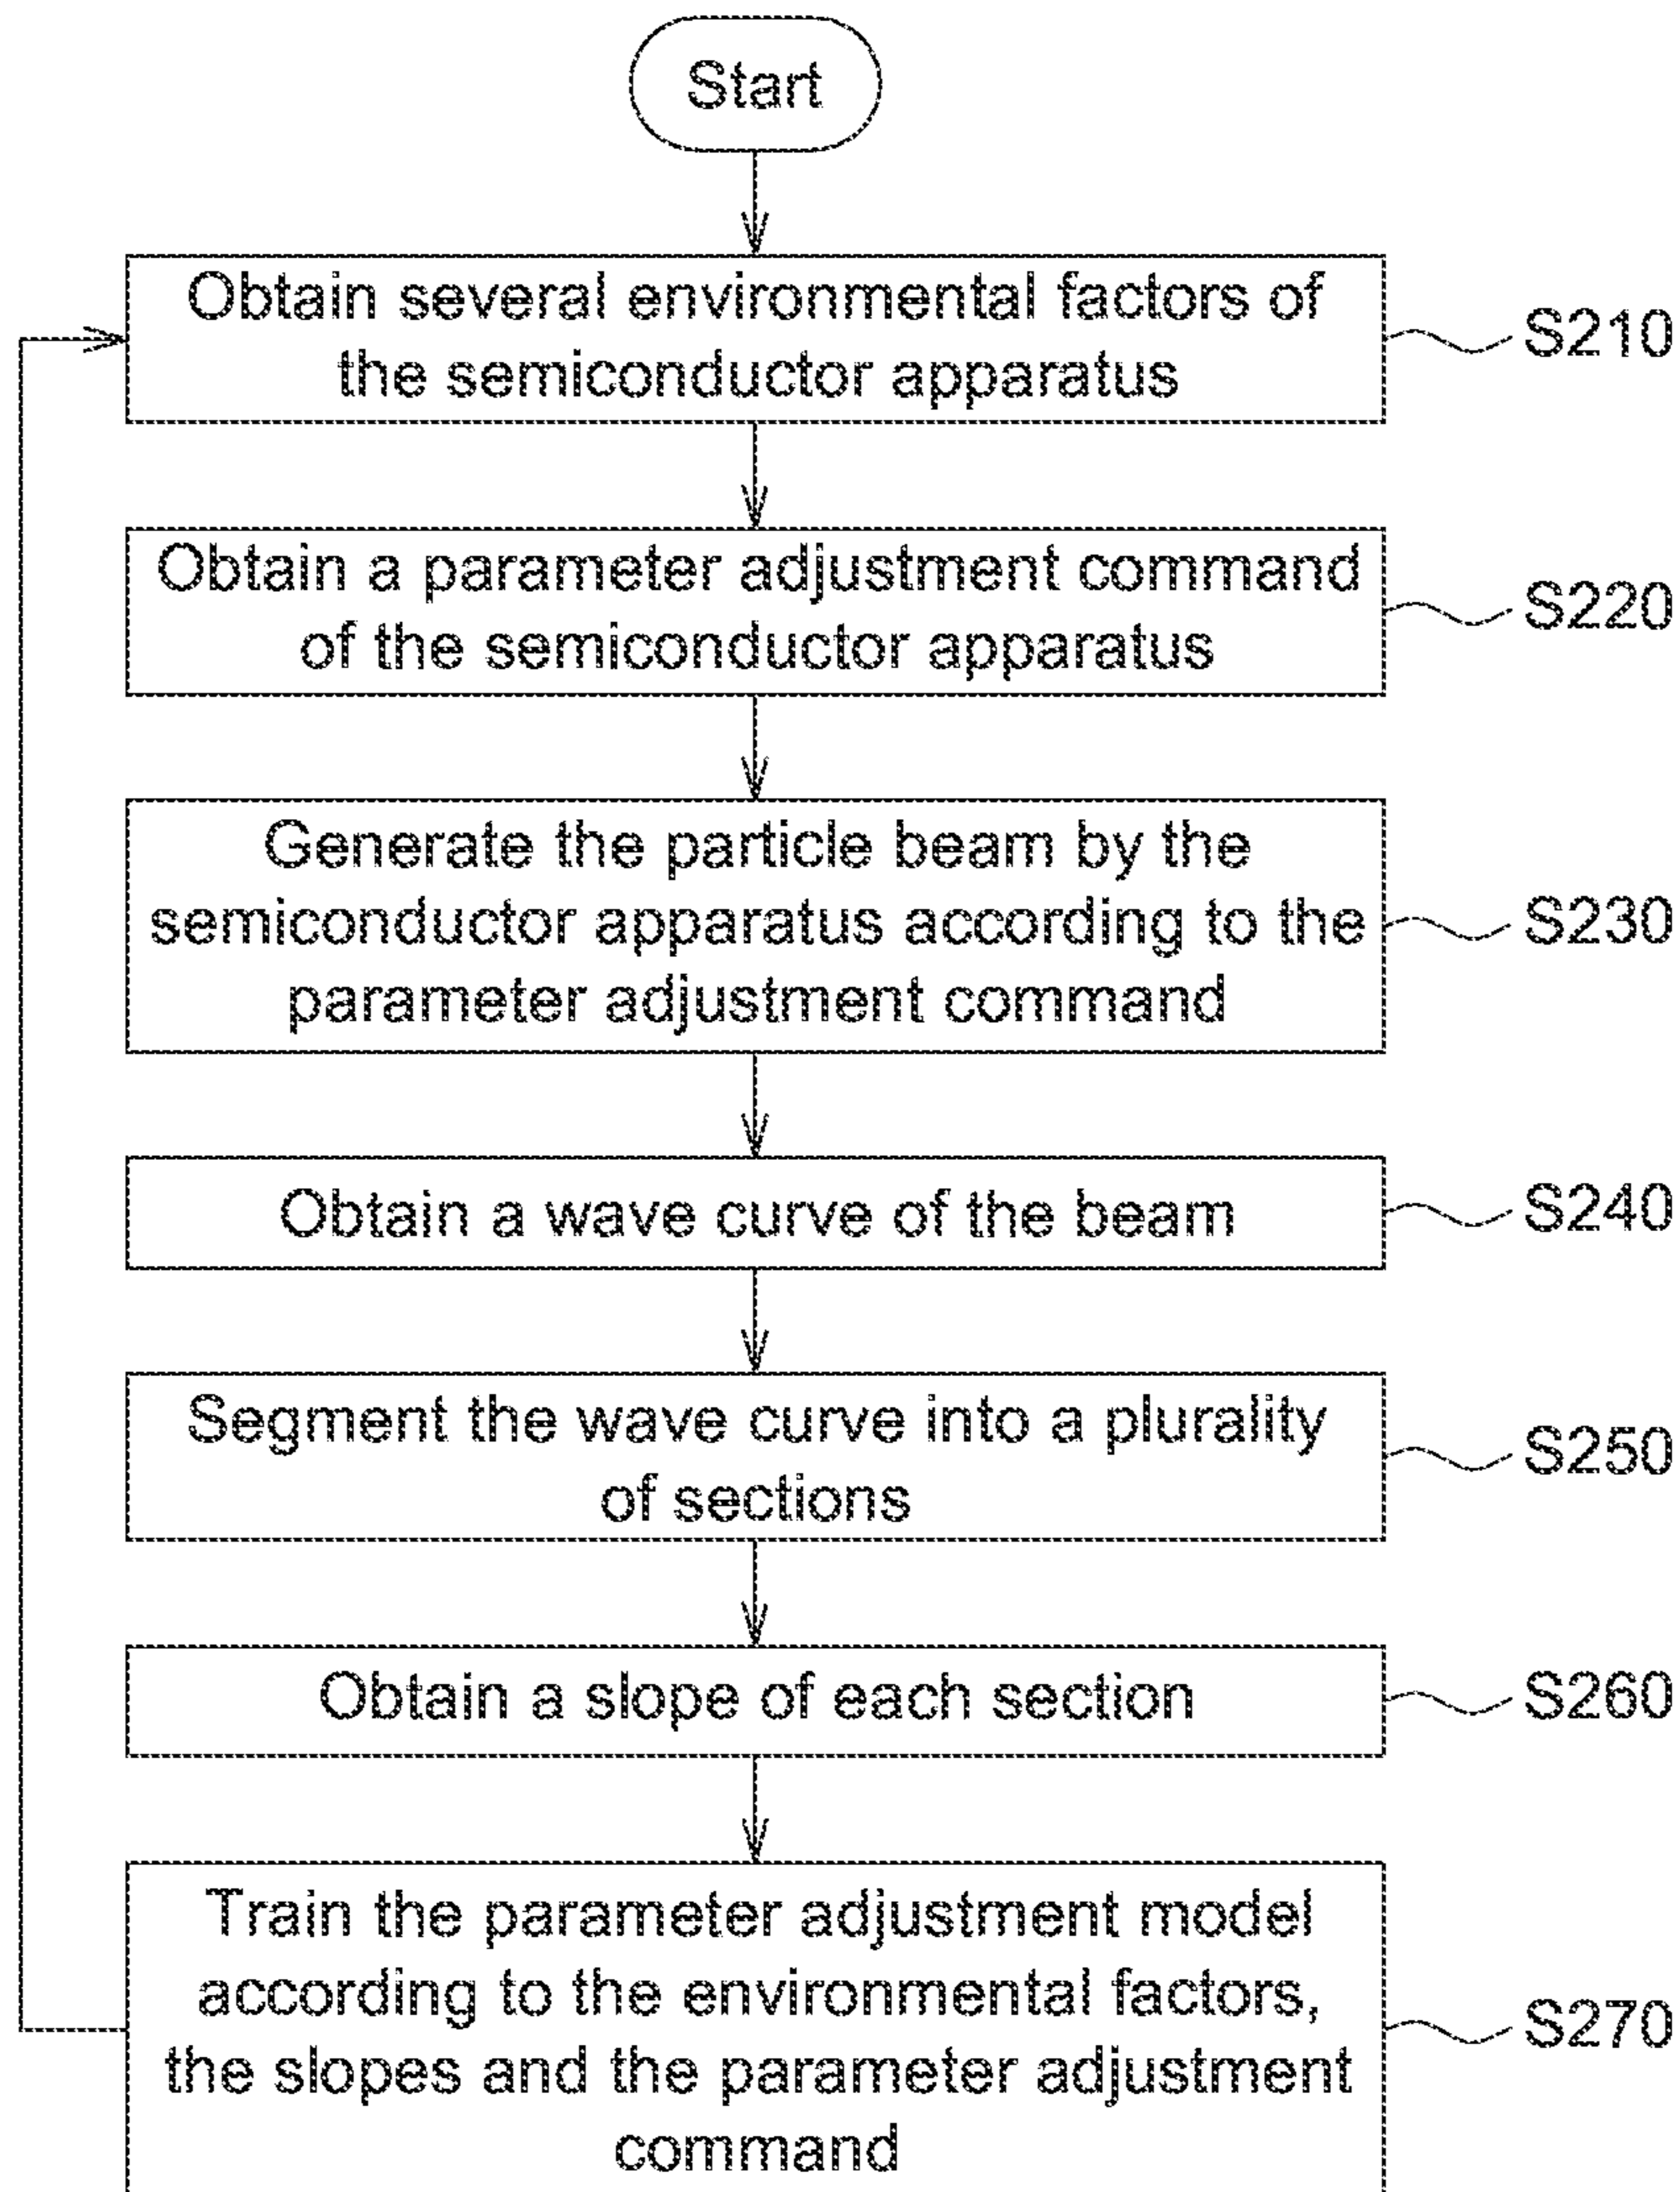 Start
Obtain several environmental factors of
the semiconductor apparatus
S210
Obtain a parameter adjustment command
of the semiconductor apparatus
S220
Generate the particle beam by the
semiconductor apparatus according to the
parameter adjustment command
S230
Obtain a wave curve of the beam
S240
Segment the wave curve into a plurality
of sections
S250
Obtain a slope of each section
S260
Train the parameter adjustment model
according to the environmental factors,
the slopes and the parameter adjustment
command
S270